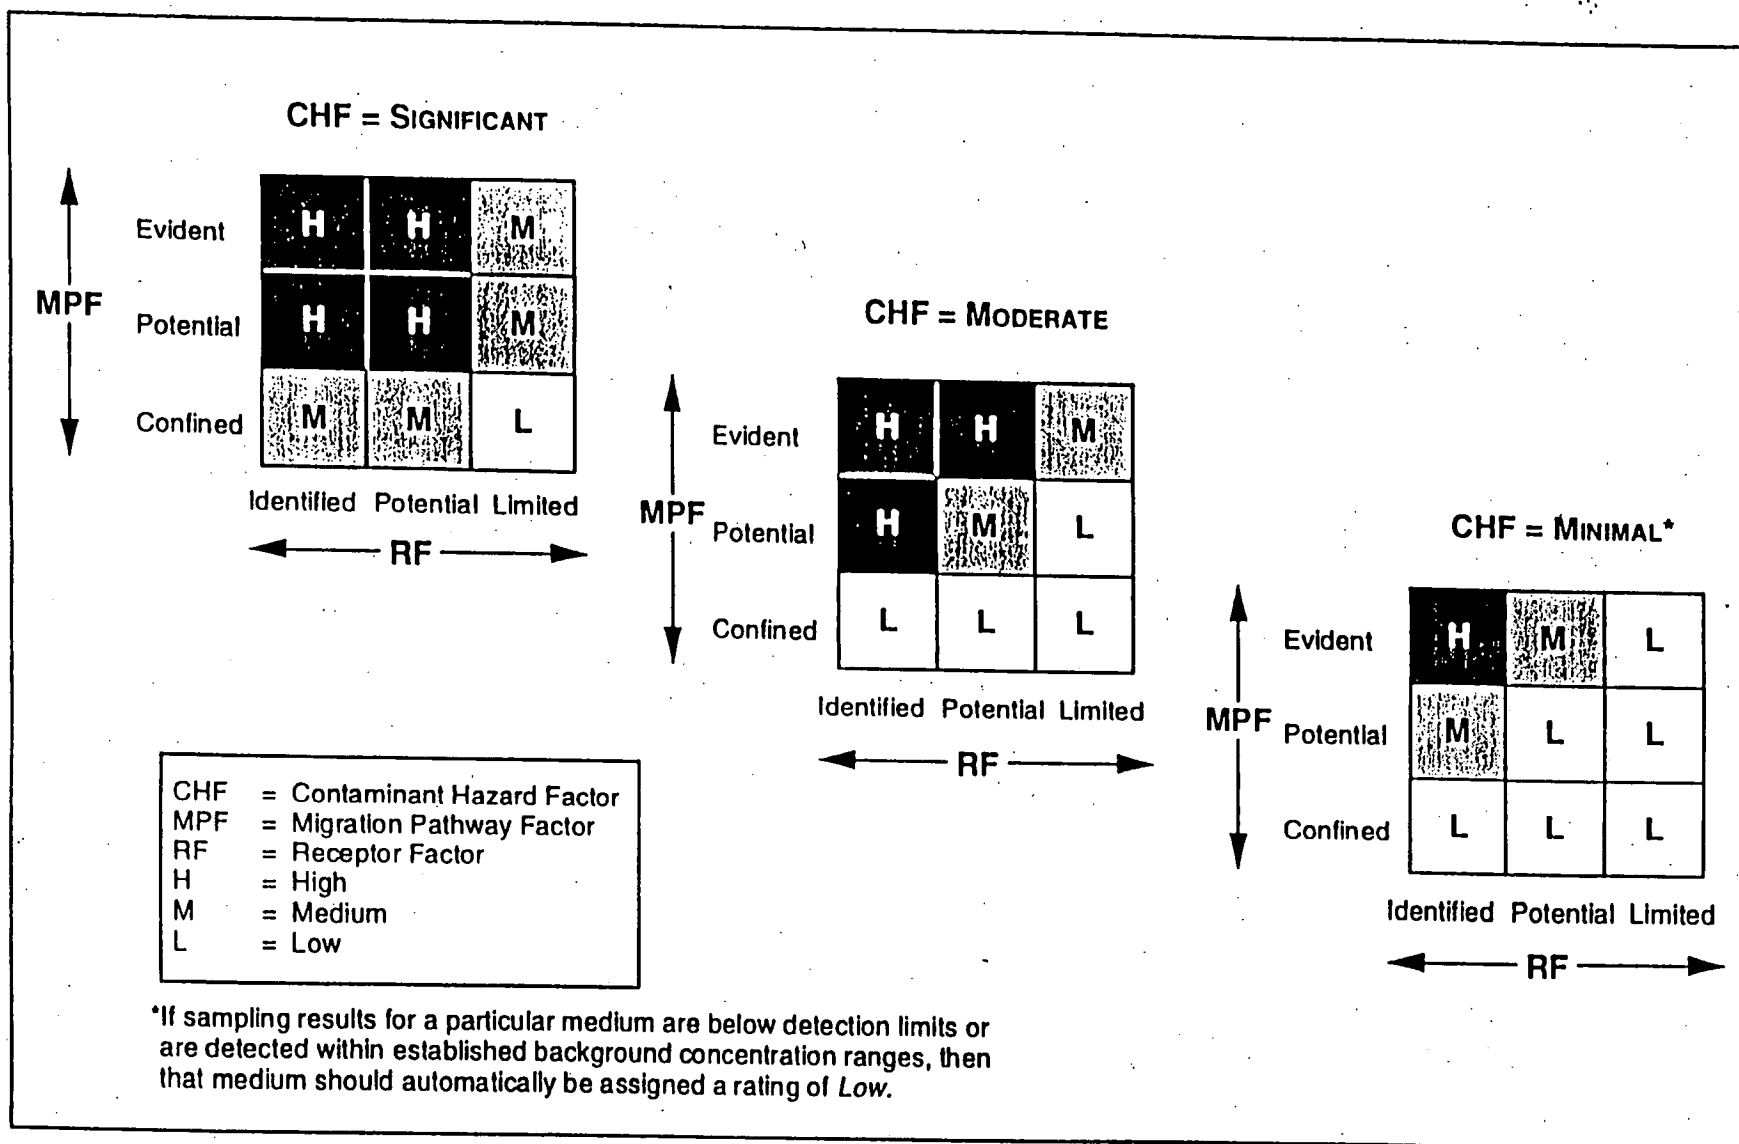 CHF = SIGNIFICANT
MPF
Evident
H H M
Potential
H H M
Confined
M M L
Identified Potential Limited
RF
CHF = MODERATE
MPF
Evident
H H M
Potential
H M L
Confined
L L L
Identified Potential Limited
RF
CHF = MINIMAL*
MPF
Evident
H M L
Potential
M L L
Confined
L L L
Identified Potential Limited
RF
CHF = Contaminant Hazard Factor
MPF = Migration Pathway Factor
RF = Receptor Factor
H = High
M = Medium
L = Low
*If sampling results for a particular medium are below detection limits or
are detected within established background concentration ranges, then
that medium should automatically be assigned a rating of Low.